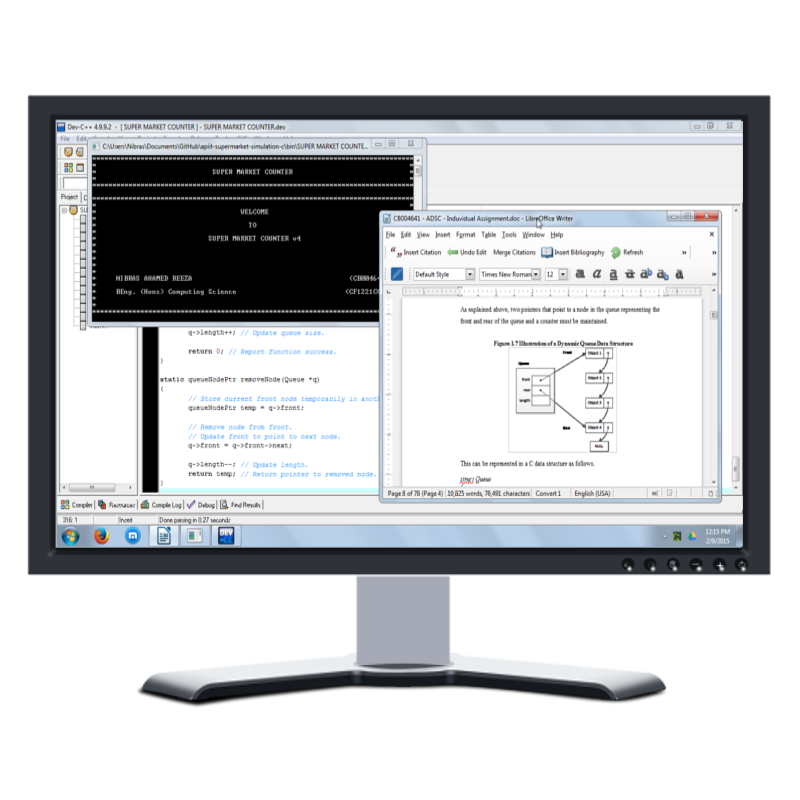 Dev-C++ 4.9.9.2 - [ SUPER MARKET COUNTER ] - SUPER MARKET COUNTER.dev
File Edit
C:\Users\Nibras\Documents\GitHub\apiit-supermarket-simulation-c\bin\SUPER MARKET COUNTE...
SUPER MARKET COUNTER
WELCOME
TO
SUPER MARKET COUNTER v4
NIBRAS AHAMED REEZA
BEng. (Hons) Computing Science
Project
q->length++; // Update queue size.
return 0; // Report function success.
}
static queueNodePtr removeNode(Queue *q)
{
// Store current front node temporarily in anoth
queueNodePtr temp = q->front;
// Remove node from front.
// Update front to point to next node.
q->front = q->front->next;
q->length--; // Update length.
return temp; // Return pointer to removed node.
}
CB004641 - ADSC - Induvidual Assignment.doc - LibreOffice Writer
File Edit View Insert Format Table Tools Window Help
Insert Citation Undo Edit Merge Citations Insert Bibliography Refresh
Default Style Times New Roman 12
As explained above, two pointers that point to a node in the queue representing the
front and rear of the queue and a counter must be maintained.
Figure 1.7 Illustration of a Dynamic Queue Data Structure
Front
Object 1
Queue
front
rear
length
Object 2
Object 3
Object 4
Rear
NULL
This can be represented in a C data structure as follows.
Page 8 of 78 (Page 4) 10,825 words, 76,491 characters Convert 1 English (USA)
Compiler Resources Compile Log Debug Find Results
316: 1 Insert Done parsing in 0.27 seconds
DEV
12:15 PM
2/9/2015